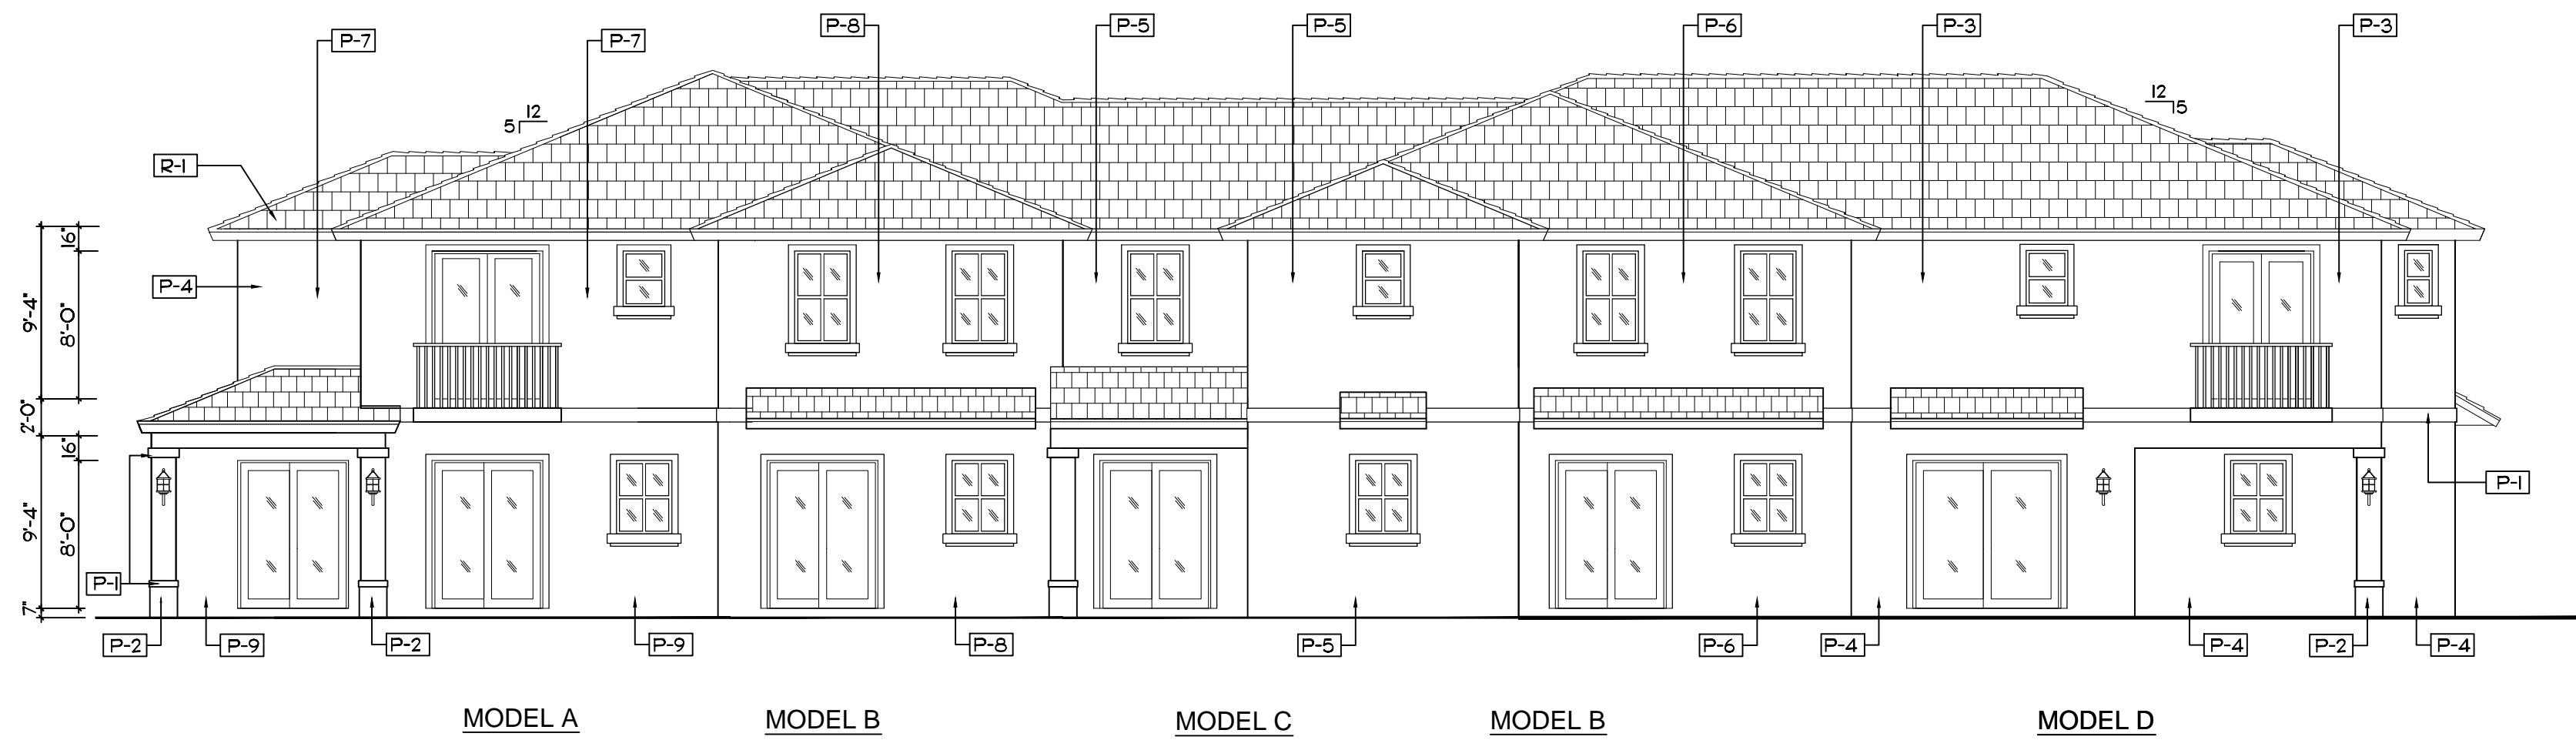 P-7
P-7
P-8
P-5
P-5
P-6
P-3
P-3
12
5
12
5
R-1
P-4
16"
9'-4"
8'-0"
2'-0"
16"
9'-4"
8'-0"
7"
P-1
P-1
P-2
P-9
P-2
P-9
P-8
P-5
P-6
P-4
P-4
P-2
P-4
MODEL A
MODEL B
MODEL C
MODEL B
MODEL D